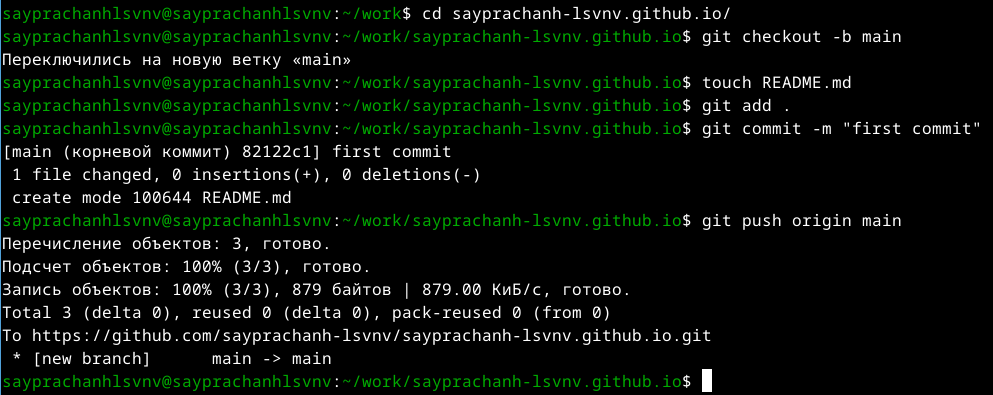 sayprachanhlsvnv@sayprachanhlsvnv:~/work$ cd sayprachanh-lsvnv.github.io/
sayprachanhlsvnv@sayprachanhlsvnv:~/work/sayprachanh-lsvnv.github.io$ git checkout -b main
Переключились на новую ветку «main»
sayprachanhlsvnv@sayprachanhlsvnv:~/work/sayprachanh-lsvnv.github.io$ touch README.md
sayprachanhlsvnv@sayprachanhlsvnv:~/work/sayprachanh-lsvnv.github.io$ git add .
sayprachanhlsvnv@sayprachanhlsvnv:~/work/sayprachanh-lsvnv.github.io$ git commit -m "first commit"
[main (корневой коммит) 82122c1] first commit
 1 file changed, 0 insertions(+), 0 deletions(-)
 create mode 100644 README.md
sayprachanhlsvnv@sayprachanhlsvnv:~/work/sayprachanh-lsvnv.github.io$ git push origin main
Перечисление объектов: 3, готово.
Подсчет объектов: 100% (3/3), готово.
Запись объектов: 100% (3/3), 879 байтов | 879.00 КиБ/с, готово.
Total 3 (delta 0), reused 0 (delta 0), pack-reused 0 (from 0)
To https://github.com/sayprachanh-lsvnv/sayprachanh-lsvnv.github.io.git
 * [new branch]      main -> main
sayprachanhlsvnv@sayprachanhlsvnv:~/work/sayprachanh-lsvnv.github.io$